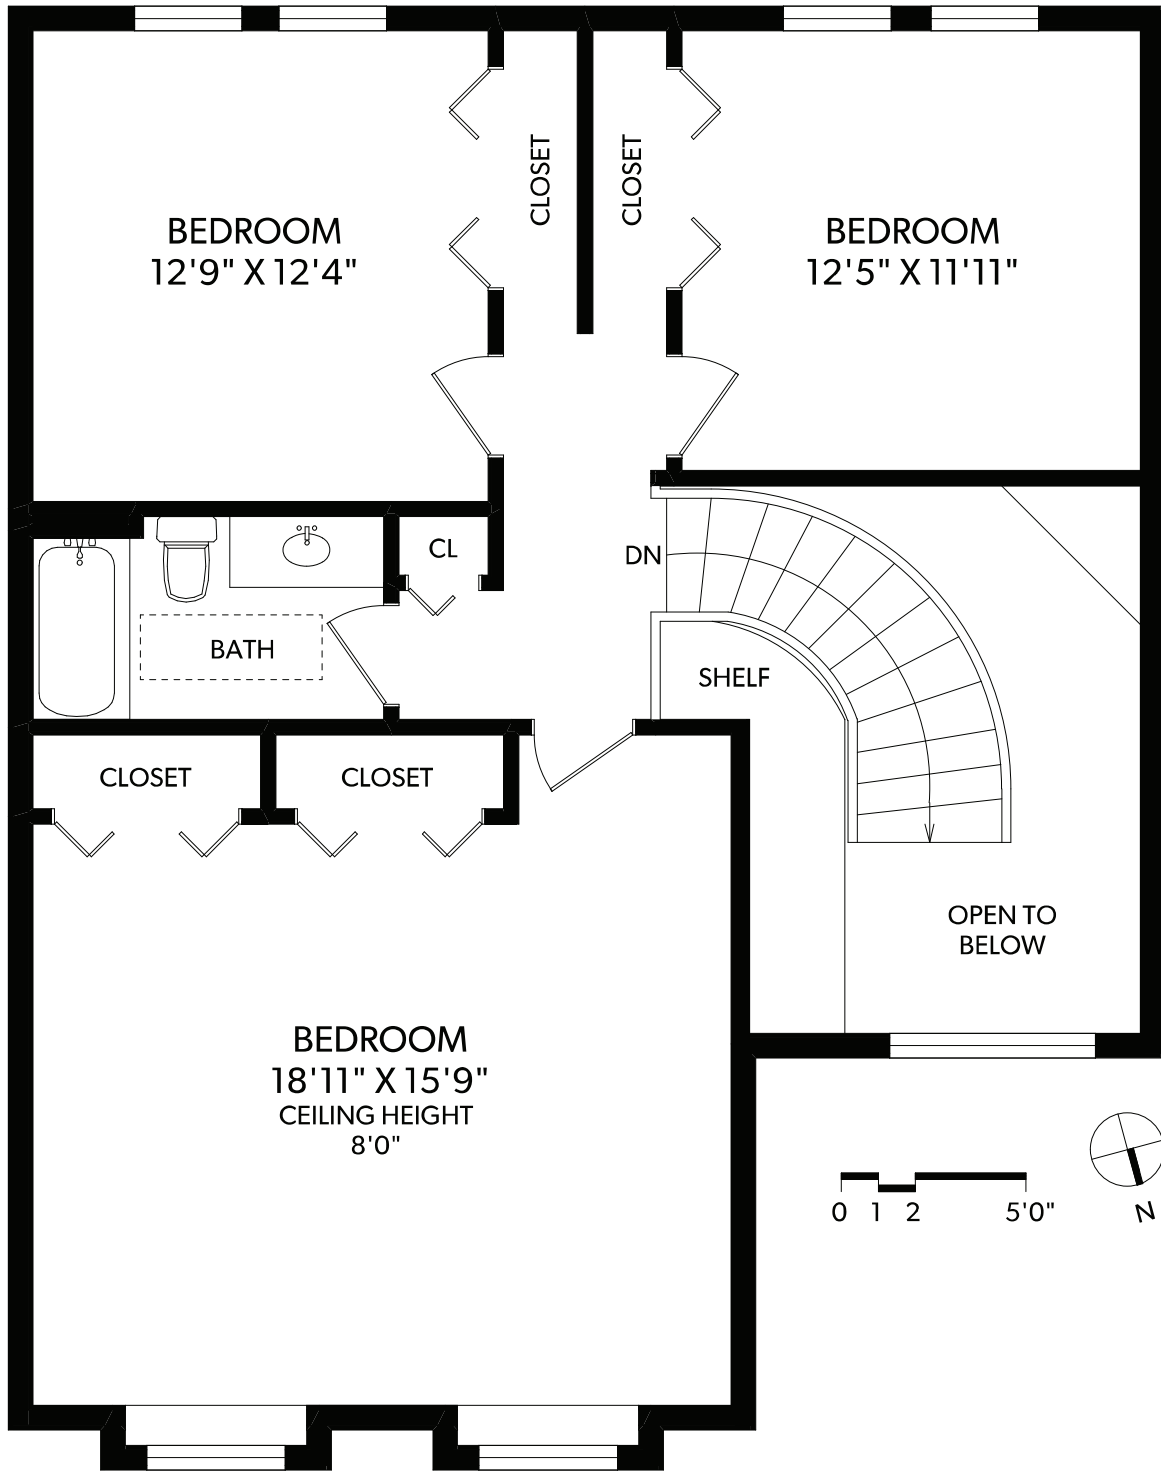 CLOSET
CLOSET
BEDROOM
12'9" X 12'4"
BEDROOM
12'5" X 11'11"
CL
DN
BATH
SHELF
CLOSET
CLOSET
OPEN TO
BELOW
BEDROOM
18'11" X 15'9"
CEILING HEIGHT
8'0"
0 1 2 5'0"
N